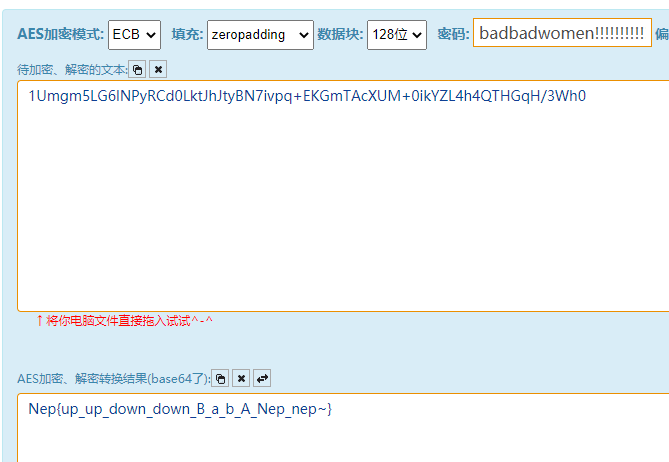 AES加密模式: ECB 填充: zeropadding 数据块: 128位 密码: badbadwomen!!!!!!!!!! 偏
待加密、解密的文本:
1Umgm5LG6lNPyRCd0LktJhJtyBN7ivpq+EKGmTAcXUM+0ikYZL4h4QTHGqH/3Wh0
↑将你电脑文件直接拖入试试^-^
AES加密、解密转换结果(base64了):
Nep{up_up_down_down_B_a_b_A_Nep_nep~}